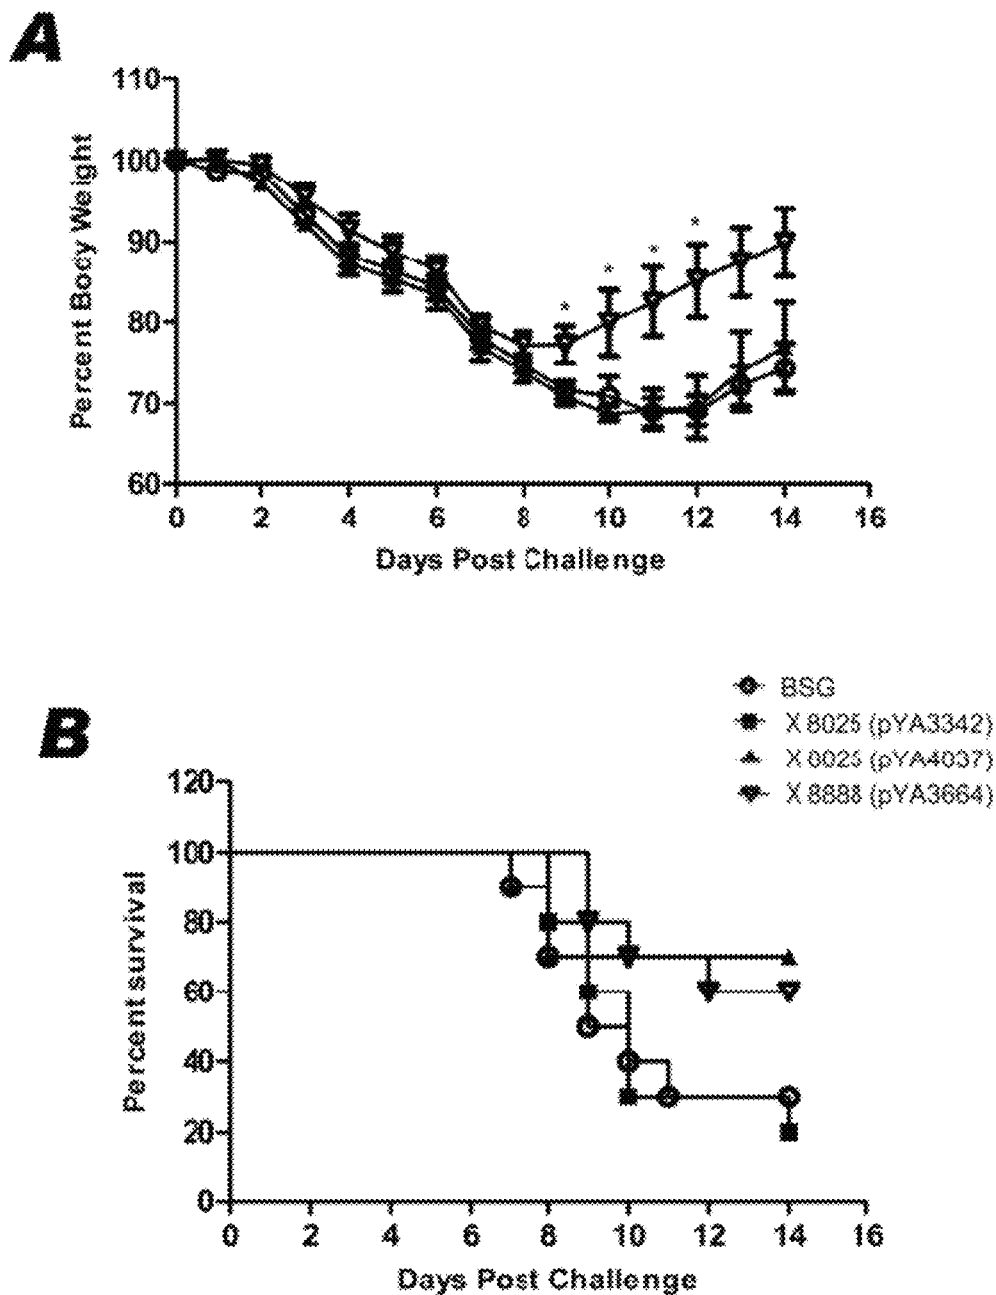 A
110
100
90
80
70
60
Percent Body Weight
* * * *
0 2 4 6 8 10 12 14 16
Days Post Challenge
BSG
X 8025 (pYA3342)
X 8025 (pYA4037)
X 8888 (pYA3664)
B
120
100
80
60
40
20
0
Percent survival
0 2 4 6 8 10 12 14 16
Days Post Challenge